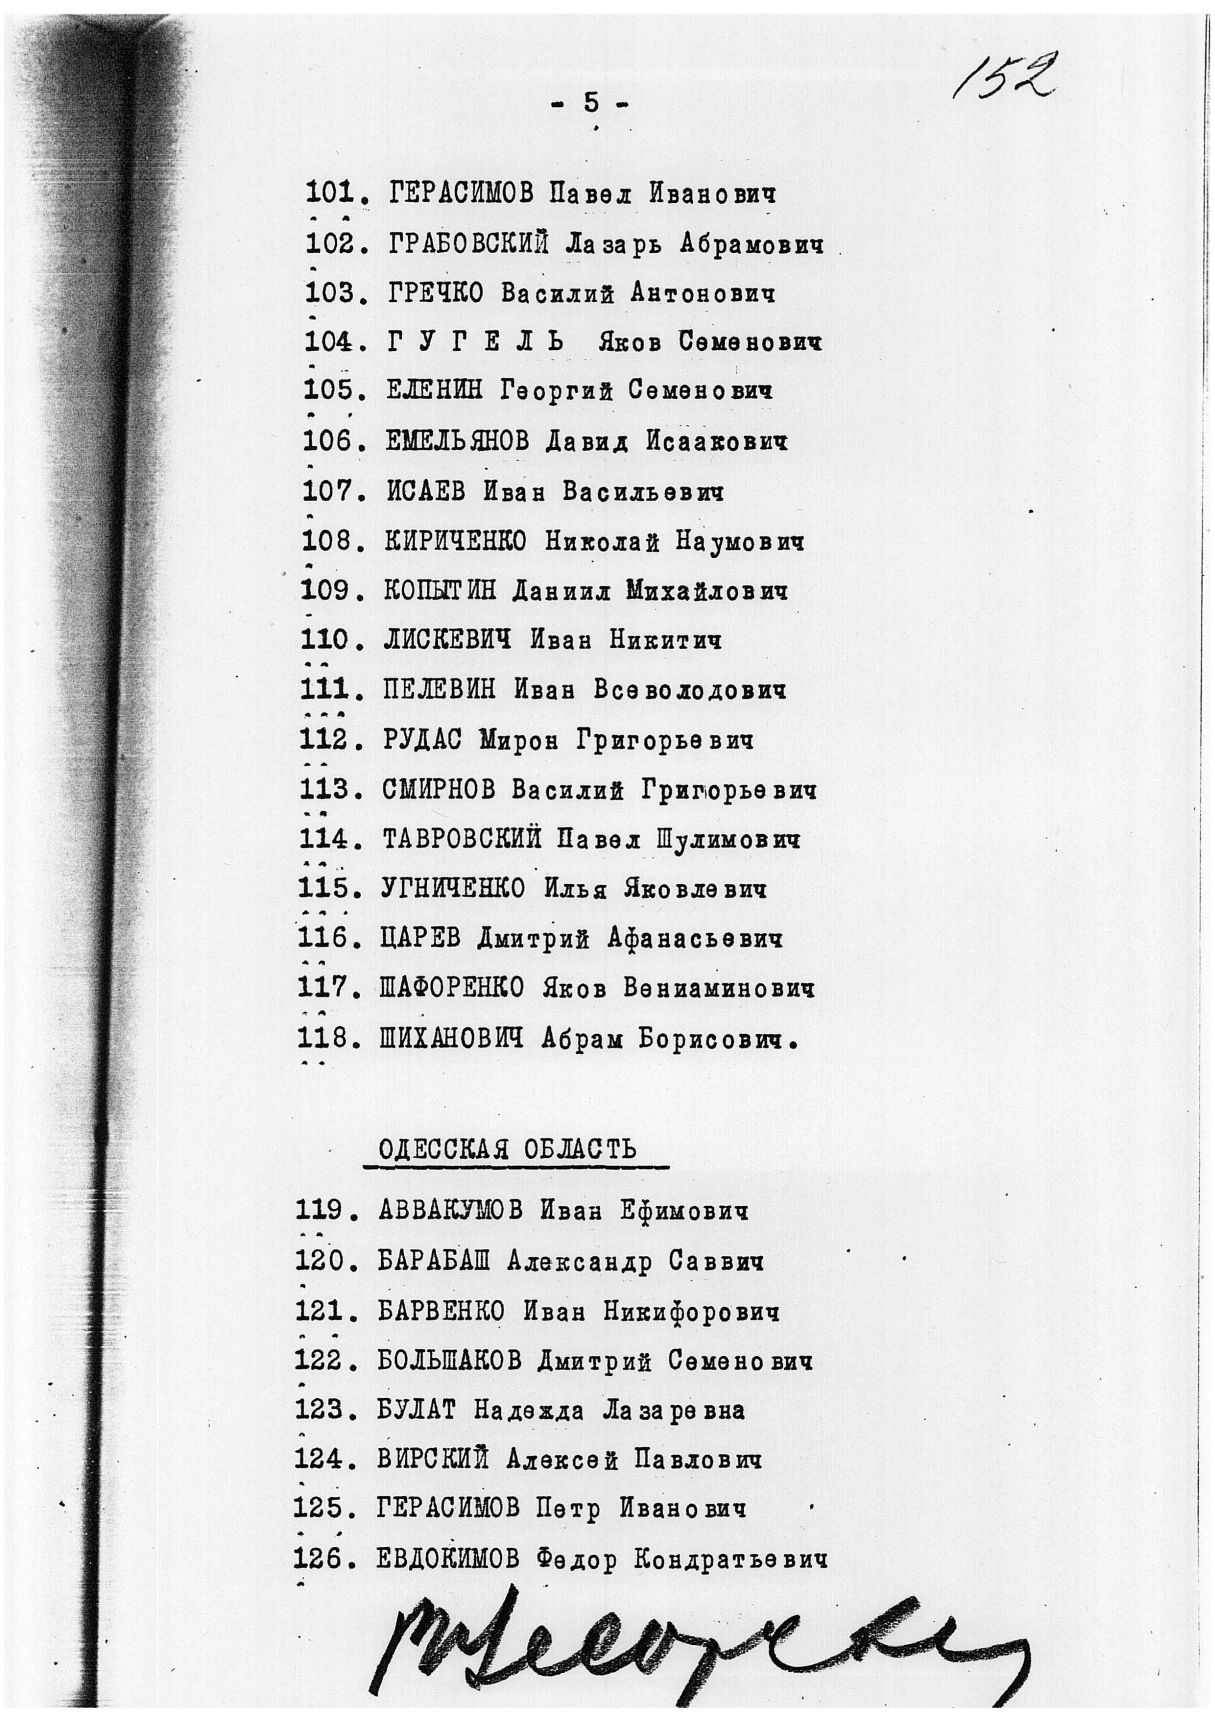 152
- 5 -
101. ГЕРАСИМОВ Павел Иванович
102. ГРАБОВСКИЙ Лазарь Абрамович
103. ГРЕЧКО Василий Антонович
104. Г У Г Е Л Ь Яков Семенович
105. ЕЛЕНИН Георгий Семенович
106. ЕМЕЛЬЯНОВ Давид Исаакович
107. ИСАЕВ Иван Васильевич
108. КИРИЧЕНКО Николай Наумович
109. КОПЫТИН Даниил Михайлович
110. ЛИСКЕВИЧ Иван Никитич
111. ПЕЛЕВИН Иван Всеволодович
112. РУДАС Мирон Григорьевич
113. СМИРНОВ Василий Григорьевич
114. ТАВРОВСКИЙ Павел Шулимович
115. УГНИЧЕНКО Илья Яковлевич
116. ЦАРЕВ Дмитрий Афанасьевич
117. ШАФОРЕНКО Яков Вениаминович
118. ШИХАНОВИЧ Абрам Борисович.
ОДЕССКАЯ ОБЛАСТЬ
119. АВВАКУМОВ Иван Ефимович
120. БАРАБАШ Александр Саввич
121. БАРВЕНКО Иван Никифорович
122. БОЛЬШАКОВ Дмитрий Семенович
123. БУЛАТ Надежда Лазаревна
124. ВИРСКИЙ Алексей Павлович
125. ГЕРАСИМОВ Петр Иванович
126. ЕВДОКИМОВ Федор Кондратьевич